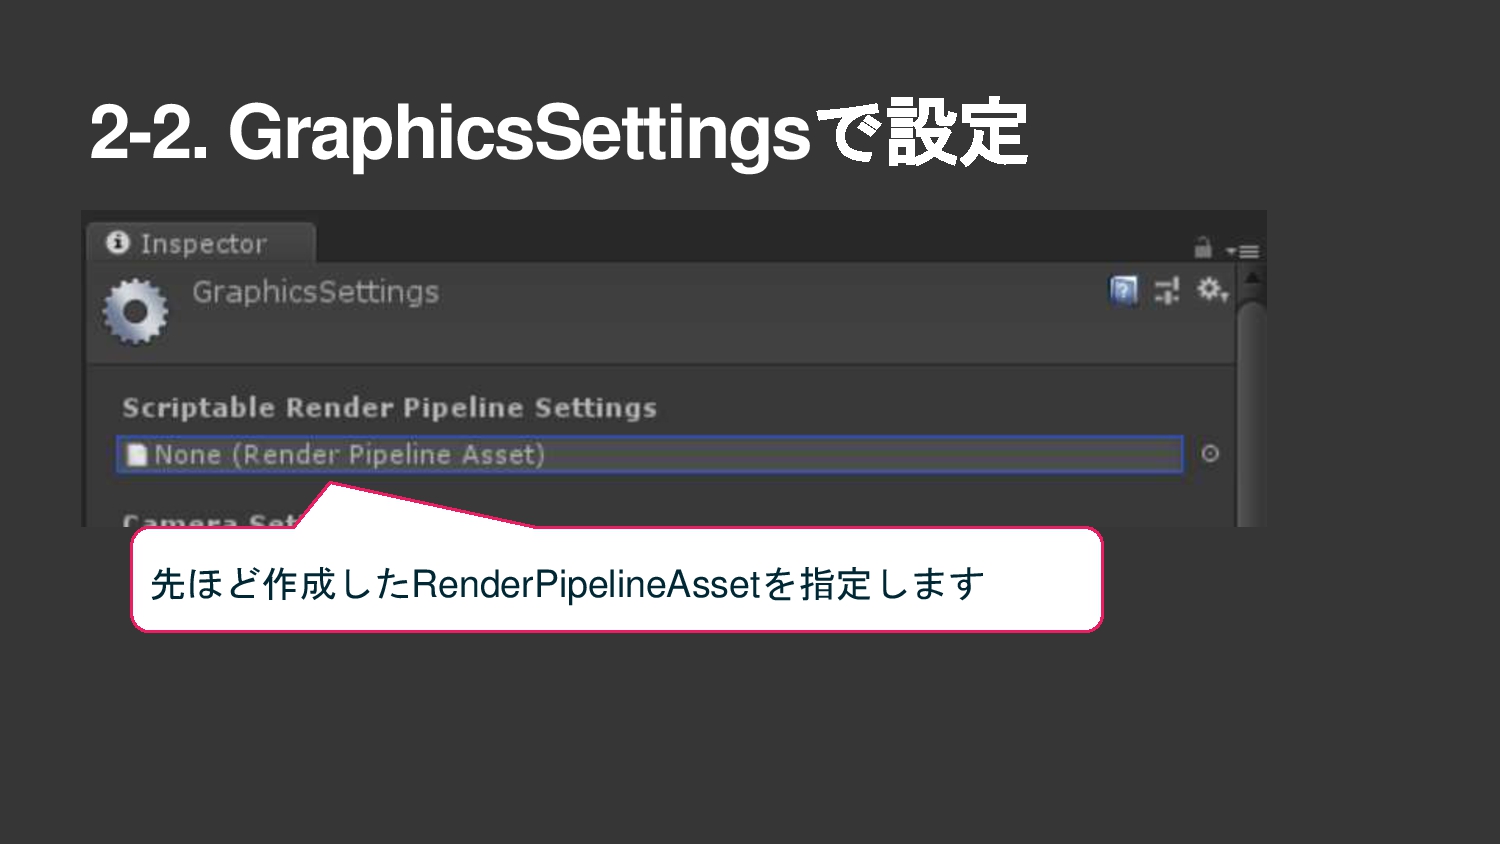 2-2. GraphicsSettingsで設定
Inspector
GraphicsSettings
Scriptable Render Pipeline Settings
None (Render Pipeline Asset)
Camera Set
先ほど作成したRenderPipelineAssetを指定します